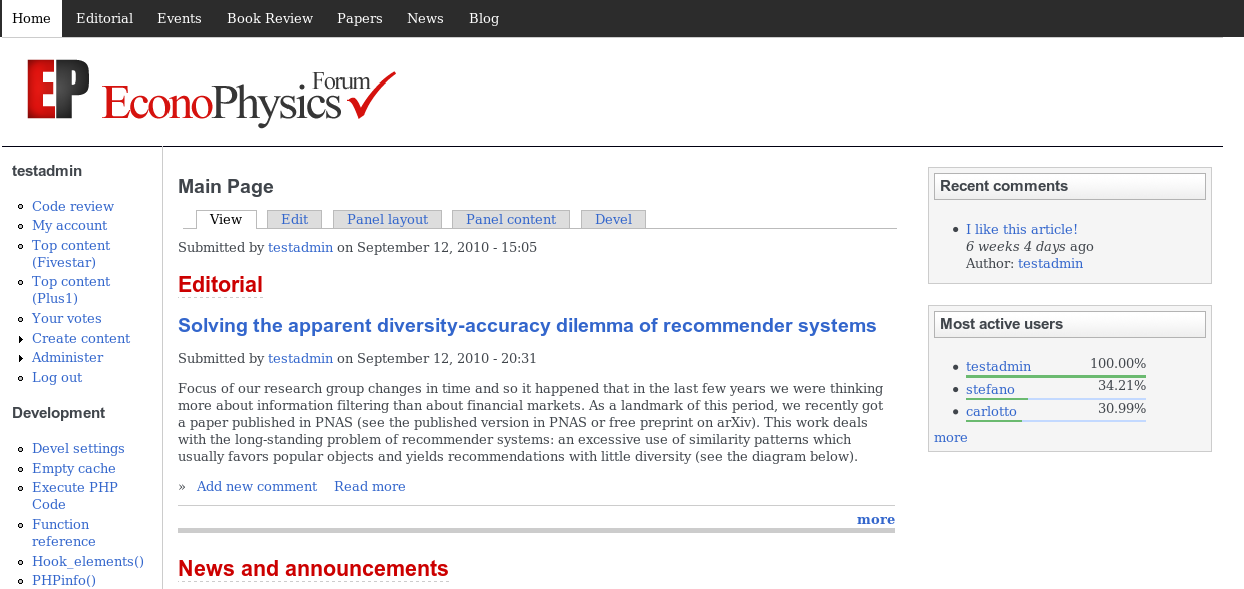 Home Editorial Events Book Review Papers News Blog
EP EconoPhysics Forum
testadmin
Code review
My account
Top content
(Fivestar)
Top content
(Plus1)
Your votes
Create content
Administer
Log out
Development
Devel settings
Empty cache
Execute PHP
Code
Function
reference
Hook_elements()
PHPinfo()
Main Page
View Edit Panel layout Panel content Devel
Submitted by testadmin on September 12, 2010 - 15:05
Editorial
Solving the apparent diversity-accuracy dilemma of recommender systems
Submitted by testadmin on September 12, 2010 - 20:31
Focus of our research group changes in time and so it happened that in the last few years we were thinking
more about information filtering than about financial markets. As a landmark of this period, we recently got
a paper published in PNAS (see the published version in PNAS or free preprint on arXiv). This work deals
with the long-standing problem of recommender systems: an excessive use of similarity patterns which
usually favors popular objects and yields recommendations with little diversity (see the diagram below).
» Add new comment Read more
more
News and announcements
Recent comments
I like this article!
6 weeks 4 days ago
Author: testadmin
Most active users
testadmin 100.00%
stefano 34.21%
carlotto 30.99%
more